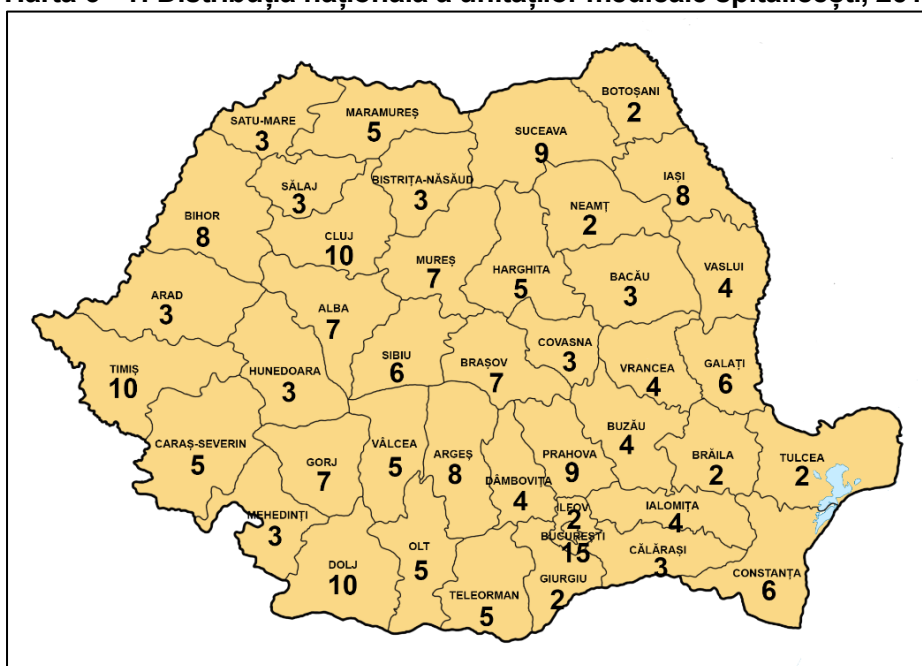 BOTOȘANI
2
SATU-MARE
3
MARAMUREȘ
5
SUCEAVA
9
IAȘI
8
SĂLAJ
3
BISTRIȚA-NĂSĂUD
3
NEAMȚ
2
BIHOR
8
CLUJ
10
MUREȘ
7
HARGHITA
5
BACĂU
3
VASLUI
4
ARAD
3
ALBA
7
SIBIU
6
BRAȘOV
7
COVASNA
3
VRANCEA
4
GALAȚI
6
TIMIȘ
10
HUNEDOARA
3
CARAȘ-SEVERIN
5
GORJ
7
VÂLCEA
5
ARGEȘ
8
DÂMBOVIȚA
4
PRAHOVA
9
BUZĂU
4
BRĂILA
2
TULCEA
2
MEHEDINȚI
3
DOLJ
10
OLT
5
TELEORMAN
5
ILFOV
2
BUCUREȘTI
15
GIURGIU
2
IALOMIȚA
4
CĂLĂRAȘI
3
CONSTANȚA
6